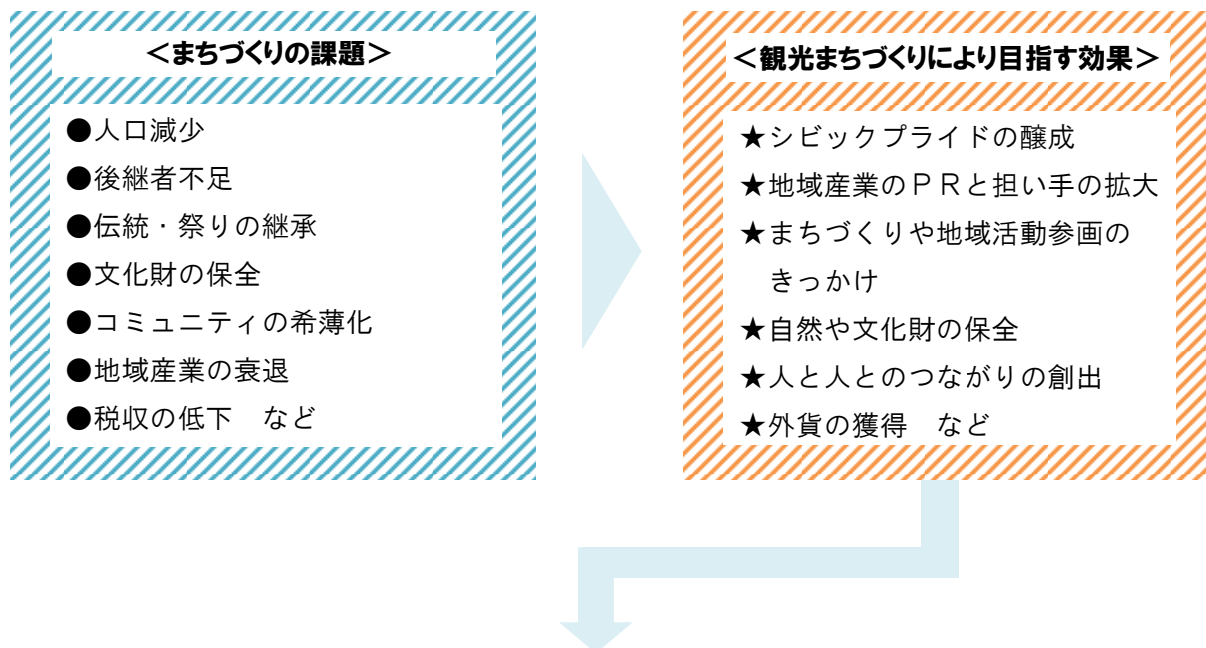 ＜まちづくりの課題＞
●人口減少
●後継者不足
●伝統・祭りの継承
●文化財の保全
●コミュニティの希薄化
●地域産業の衰退
●税収の低下　など
＜観光まちづくりにより目指す効果＞
★シビックプライドの醸成
★地域産業のＰＲと担い手の拡大
★まちづくりや地域活動参画の
きっかけ
★自然や文化財の保全
★人と人とのつながりの創出
★外貨の獲得　など